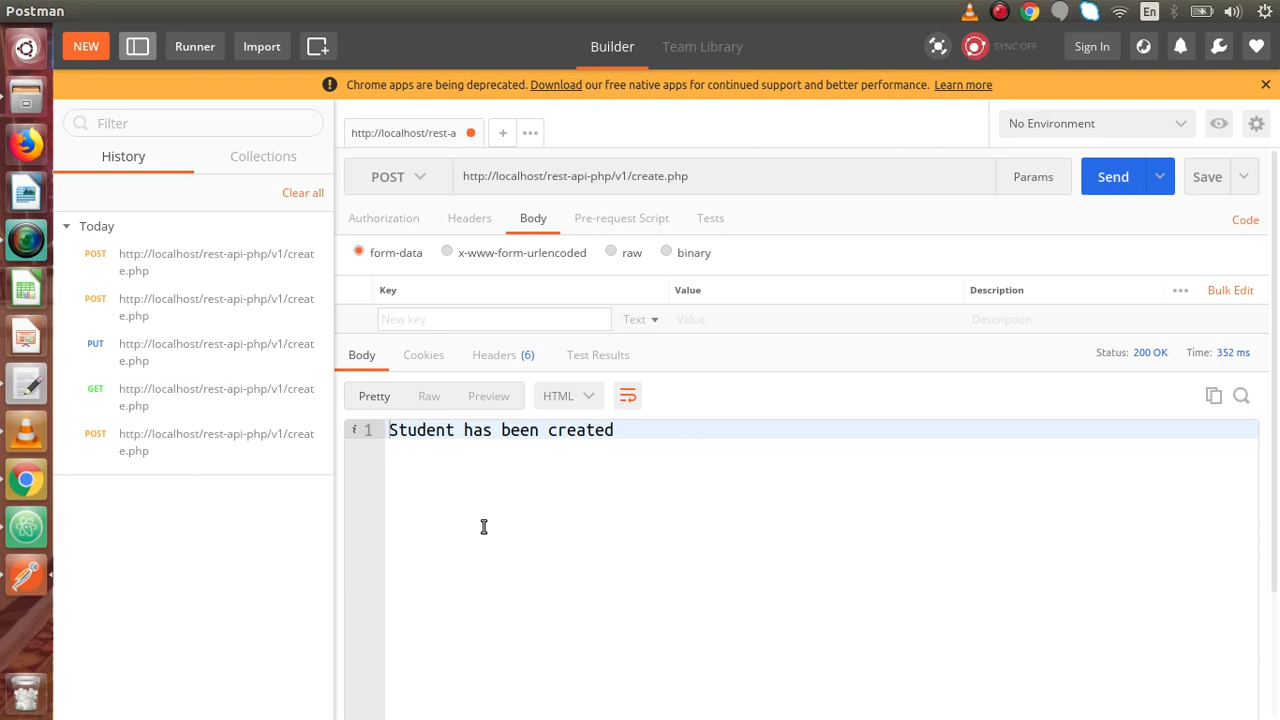 Postman
En
NEW
Runner
Import
Builder
Team Library
SYNC OFF
Sign In
Chrome apps are being deprecated. Download our free native apps for continued support and better performance. Learn more
Filter
History
Collections
Clear all
Today
POST http://localhost/rest-api-php/v1/creat
e.php
POST http://localhost/rest-api-php/v1/creat
e.php
PUT http://localhost/rest-api-php/v1/creat
e.php
GET http://localhost/rest-api-php/v1/creat
e.php
POST http://localhost/rest-api-php/v1/creat
e.php
http://localhost/rest-a
No Environment
POST
http://localhost/rest-api-php/v1/create.php
Params
Send
Save
Authorization
Headers
Body
Pre-request Script
Tests
Code
form-data
x-www-form-urlencoded
raw
binary
Key
Value
Description
Bulk Edit
New key
Text
Value
Description
Body
Cookies
Headers (6)
Test Results
Status: 200 OK
Time: 352 ms
Pretty
Raw
Preview
HTML
i 1 Student has been created